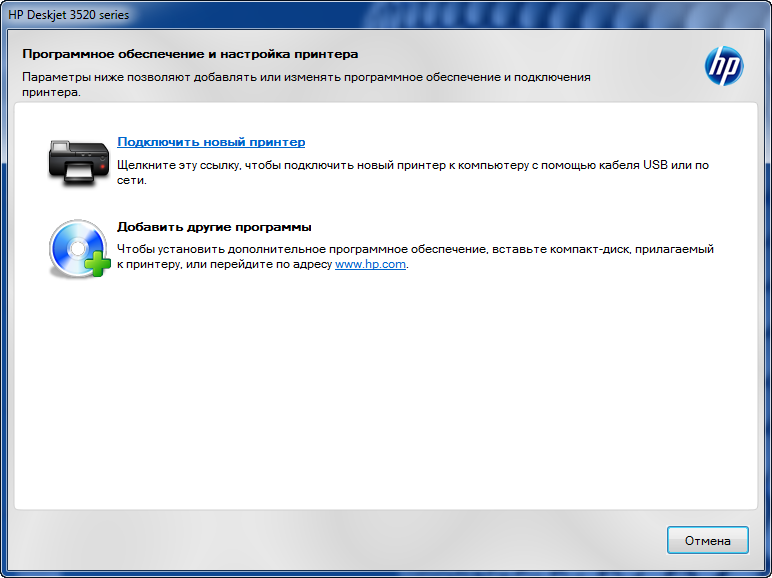 HP Deskjet 3520 series
Программное обеспечение и настройка принтера
Параметры ниже позволяют добавлять или изменять программное обеспечение и подключения
принтера.
hp
Подключить новый принтер
Щелкните эту ссылку, чтобы подключить новый принтер к компьютеру с помощью кабеля USB или по
сети.
Добавить другие программы
Чтобы установить дополнительное программное обеспечение, вставьте компакт-диск, прилагаемый
к принтеру, или перейдите по адресу www.hp.com.
Отмена